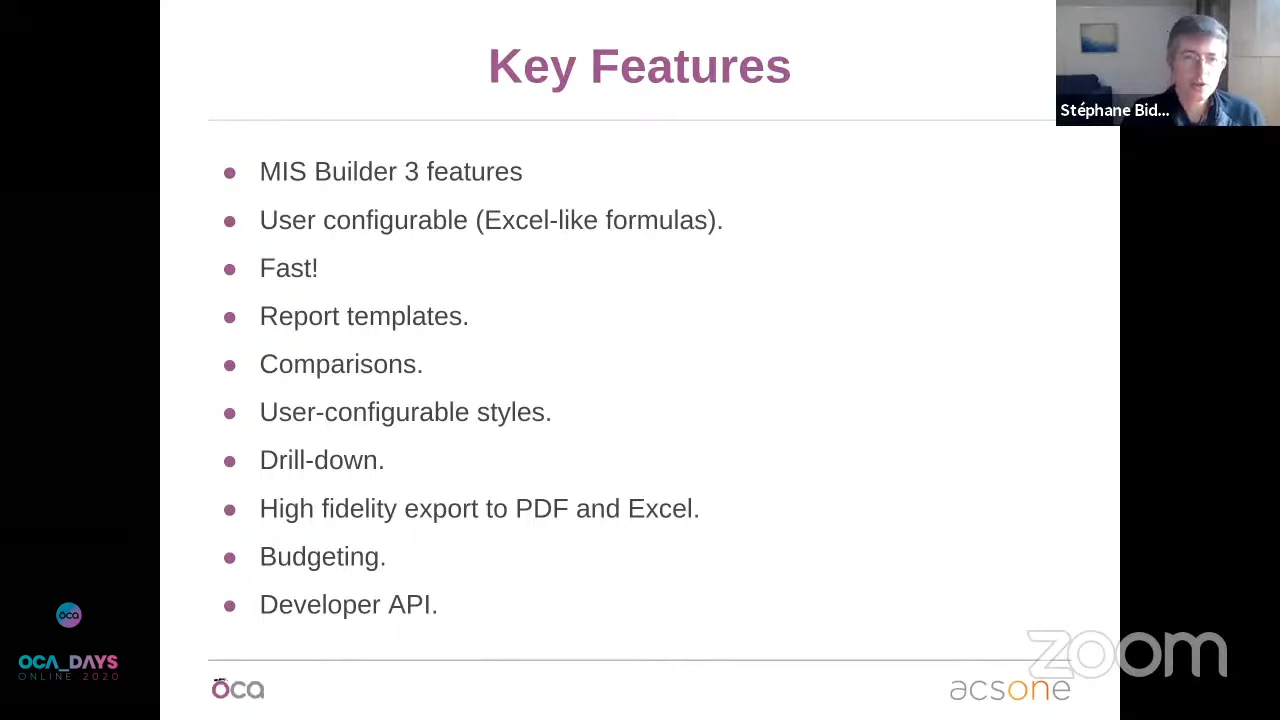 Key Features
Stéphane Bid...
● MIS Builder 3 features
● User configurable (Excel-like formulas).
● Fast!
● Report templates.
● Comparisons.
● User-configurable styles.
● Drill-down.
● High fidelity export to PDF and Excel.
● Budgeting.
● Developer API.
oca
OCA_DAYS
ONLINE 2020
oca
acsone
zoom